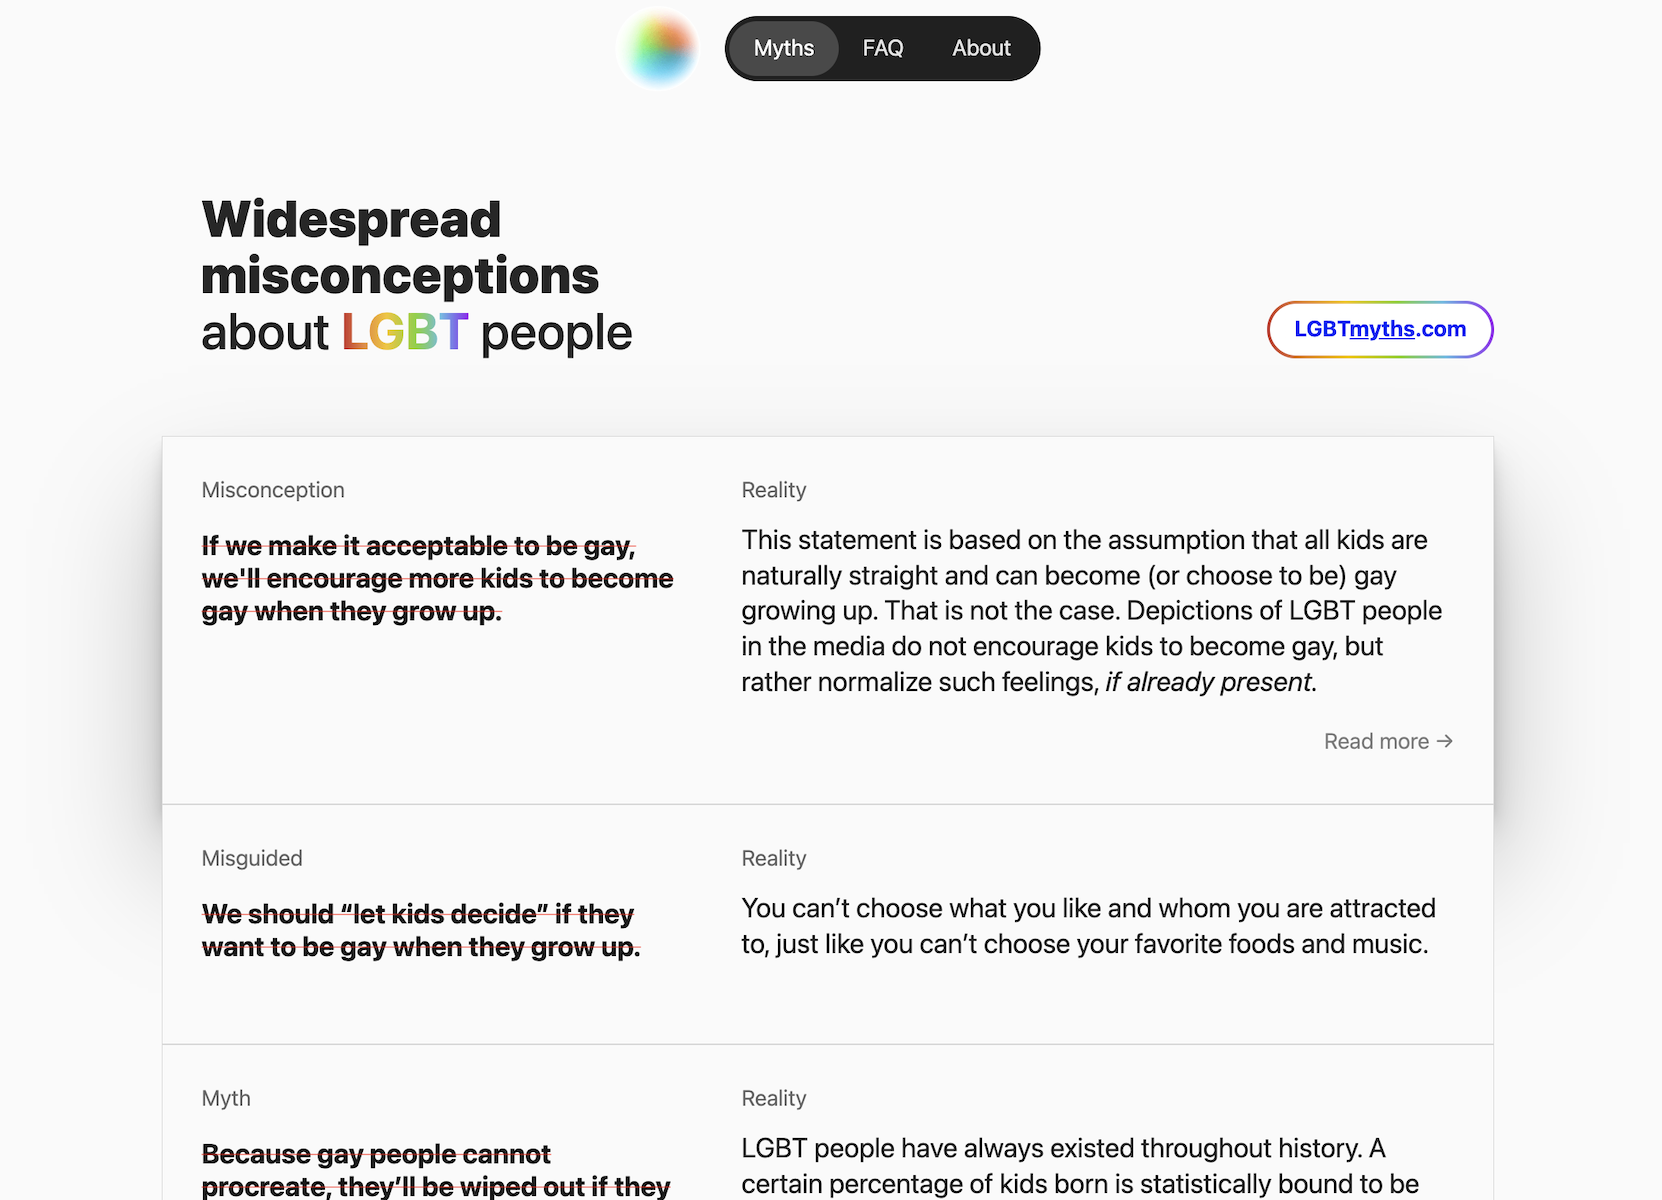 Myths FAQ About
Widespread
misconceptions
about LGBT people
LGBTmyths.com
Misconception
If we make it acceptable to be gay,
we'll encourage more kids to become
gay when they grow up.
Reality
This statement is based on the assumption that all kids are
naturally straight and can become (or choose to be) gay
growing up. That is not the case. Depictions of LGBT people
in the media do not encourage kids to become gay, but
rather normalize such feelings, if already present.
Read more →
Misguided
We should “let kids decide” if they
want to be gay when they grow up.
Reality
You can’t choose what you like and whom you are attracted
to, just like you can’t choose your favorite foods and music.
Myth
Because gay people cannot
procreate, they’ll be wiped out if they
Reality
LGBT people have always existed throughout history. A
certain percentage of kids born is statistically bound to be